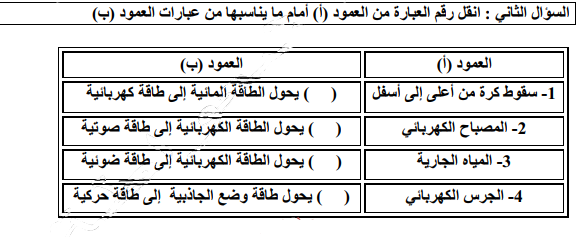 السؤال الثاني : انقل رقم العبارة من العمود (أ) أمام ما يناسبها من عبارات العمود (ب)
العمود (أ) العمود (ب)
1- سقوط كرة من أعلى إلى أسفل ( ) يحول الطاقة المائية إلى طاقة كهربائية
2- المصباح الكهربائي ( ) يحول الطاقة الكهربائية إلى طاقة صوتية
3- المياه الجارية ( ) يحول الطاقة الكهربائية إلى طاقة ضوئية
4- الجرس الكهربائي ( ) يحول طاقة وضع الجاذبية إلى طاقة حركية